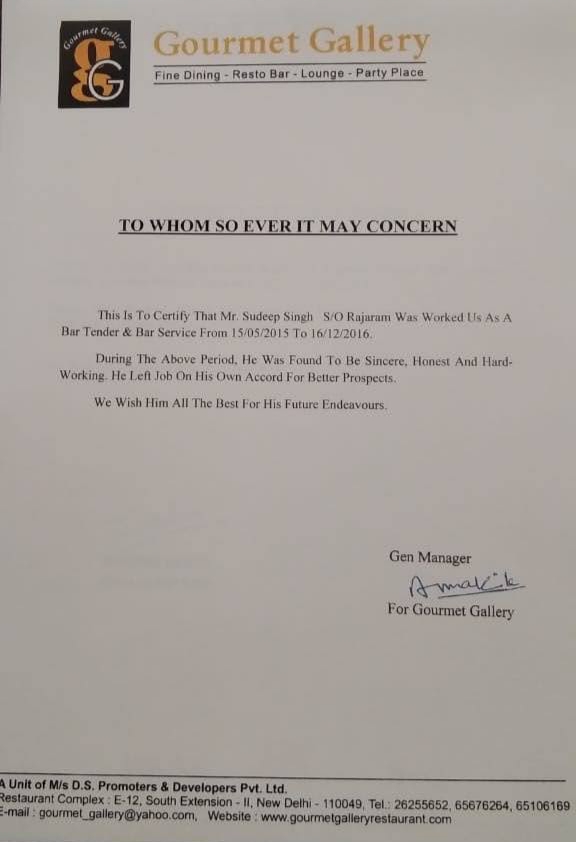 Gourmet Gallery
Gourmet Gallery
Fine Dining - Resto Bar - Lounge - Party Place
TO WHOM SO EVER IT MAY CONCERN
This Is To Certify That Mr. Sudeep Singh S/O Rajaram Was Worked Us As A
Bar Tender & Bar Service From 15/05/2015 To 16/12/2016.
During The Above Period, He Was Found To Be Sincere, Honest And Hard-
Working. He Left Job On His Own Accord For Better Prospects.
We Wish Him All The Best For His Future Endeavours.
Gen Manager
For Gourmet Gallery
A Unit of M/s D.S. Promoters & Developers Pvt. Ltd.
Restaurant Complex : E-12, South Extension - II, New Delhi - 110049, Tel.: 26255652, 65676264, 65106169
E-mail : gourmet_gallery@yahoo.com, Website : www.gourmetgalleryrestaurant.com